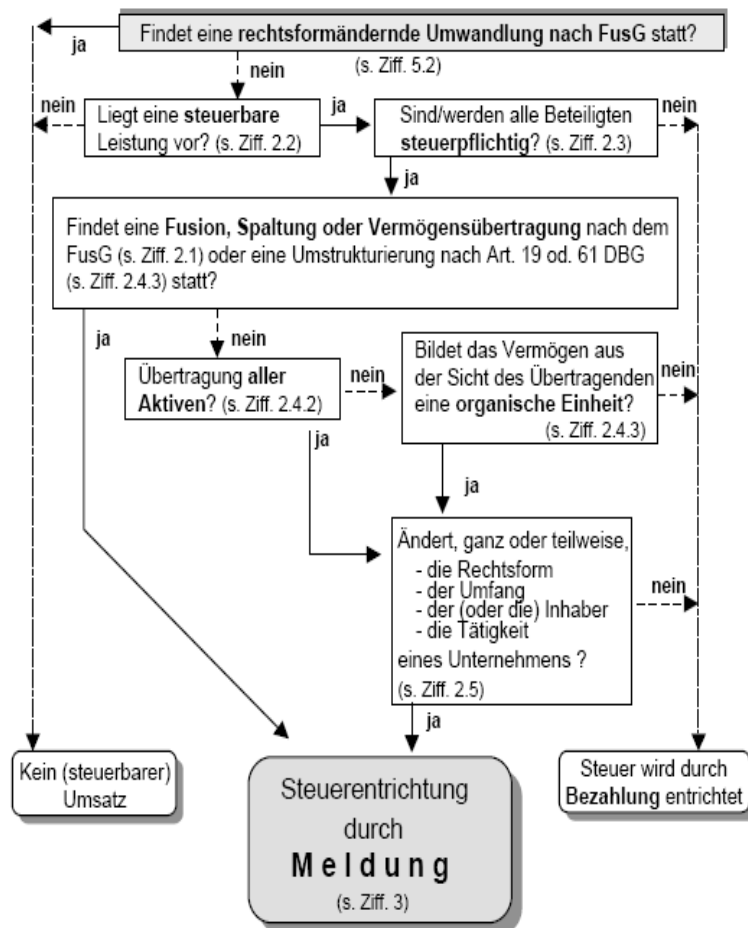 Findet eine rechtsformändernde Umwandlung nach FusG statt?
(s. Ziff. 5.2)
ja
nein
Liegt eine steuerbare
Leistung vor? (s. Ziff. 2.2)
nein
ja
Sind/werden alle Beteiligten
steuerpflichtig? (s. Ziff. 2.3)
nein
ja
Findet eine Fusion, Spaltung oder Vermögensübertragung nach dem
FusG (s. Ziff. 2.1) oder eine Umstrukturierung nach Art. 19 od. 61 DBG
(s. Ziff. 2.4.3) statt?
ja
nein
Übertragung aller
Aktiven? (s. Ziff. 2.4.2)
nein
ja
Bildet das Vermögen aus
der Sicht des Übertragenden
eine organische Einheit?
(s. Ziff. 2.4.3)
nein
ja
Ändert, ganz oder teilweise,
- die Rechtsform
- der Umfang
- der (oder die) Inhaber
- die Tätigkeit
eines Unternehmens ?
(s. Ziff. 2.5)
nein
ja
Kein (steuerbarer)
Umsatz
Steuerentrichtung
durch
Meldung
(s. Ziff. 3)
Steuer wird durch
Bezahlung entrichtet